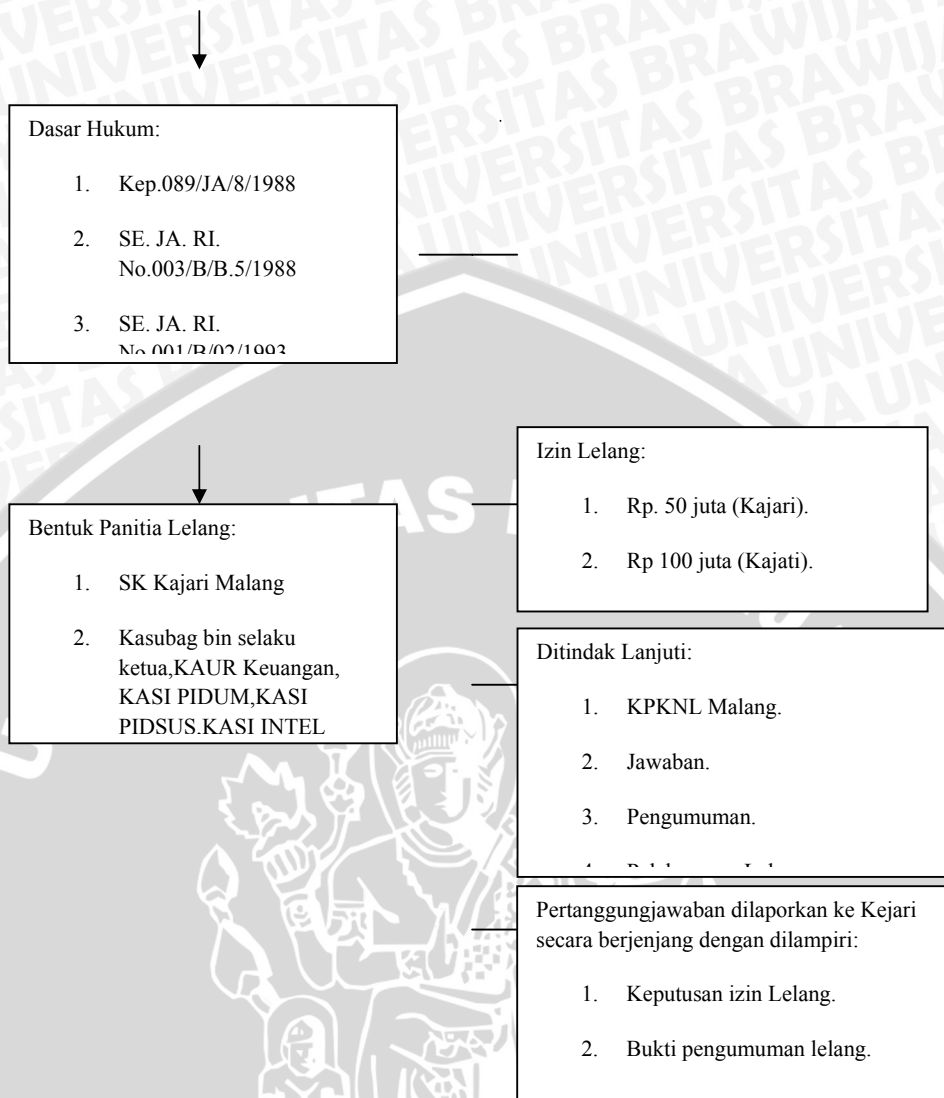 Dasar Hukum:
1. Kep.089/JA/8/1988
2. SE. JA. RI.
No.003/B/B.5/1988
3. SE. JA. RI.
No.001/B/02/1993
Izin Lelang:
1. Rp. 50 juta (Kajari).
2. Rp 100 juta (Kajati).
Bentuk Panitia Lelang:
1. SK Kajari Malang
2. Kasubag bin selaku
ketua,KAUR Keuangan,
KASI PIDUM,KASI
PIDSUS.KASI INTEL
Ditindak Lanjuti:
1. KPKNL Malang.
2. Jawaban.
3. Pengumuman.
Pertanggungjawaban dilaporkan ke Kejari
secara berjenjang dengan dilampiri:
1. Keputusan izin Lelang.
2. Bukti pengumuman lelang.